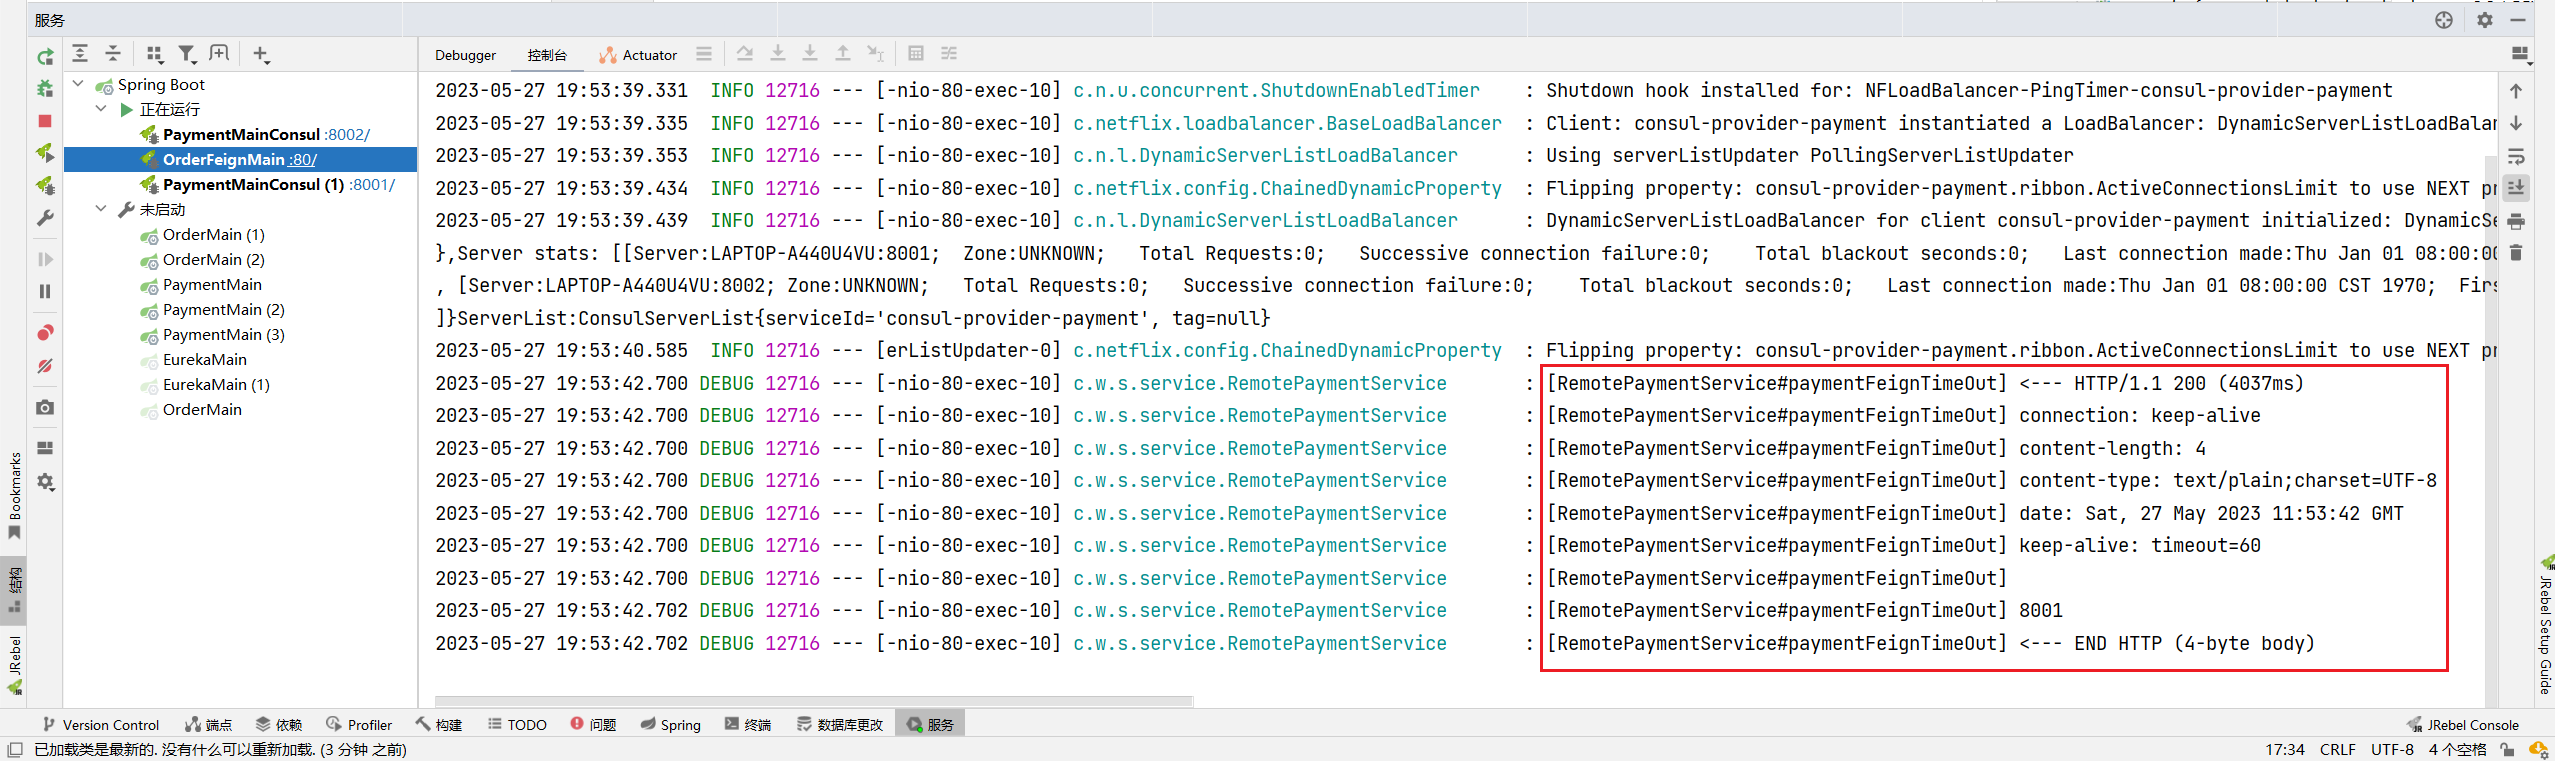 服务
Debugger 控制台 Actuator
Spring Boot
正在运行
PaymentMainConsul :8002/
OrderFeignMain :80/
PaymentMainConsul (1) :8001/
未启动
OrderMain (1)
OrderMain (2)
PaymentMain
PaymentMain (2)
PaymentMain (3)
EurekaMain
EurekaMain (1)
OrderMain
2023-05-27 19:53:39.331  INFO 12716 --- [-nio-80-exec-10] c.n.u.concurrent.ShutdownEnabledTimer    : Shutdown hook installed for: NFLoadBalancer-PingTimer-consul-provider-payment
2023-05-27 19:53:39.335  INFO 12716 --- [-nio-80-exec-10] c.netflix.loadbalancer.BaseLoadBalancer  : Client: consul-provider-payment instantiated a LoadBalancer: DynamicServerListLoadBala
2023-05-27 19:53:39.353  INFO 12716 --- [-nio-80-exec-10] c.n.l.DynamicServerListLoadBalancer      : Using serverListUpdater PollingServerListUpdater
2023-05-27 19:53:39.434  INFO 12716 --- [-nio-80-exec-10] c.netflix.config.ChainedDynamicProperty  : Flipping property: consul-provider-payment.ribbon.ActiveConnectionsLimit to use NEXT pr
2023-05-27 19:53:39.439  INFO 12716 --- [-nio-80-exec-10] c.n.l.DynamicServerListLoadBalancer      : DynamicServerListLoadBalancer for client consul-provider-payment initialized: DynamicSe
},Server stats: [[Server:LAPTOP-A440U4VU:8001;  Zone:UNKNOWN;   Total Requests:0;   Successive connection failure:0;    Total blackout seconds:0;   Last connection made:Thu Jan 01 08:00:00
, [Server:LAPTOP-A440U4VU:8002; Zone:UNKNOWN;   Total Requests:0;   Successive connection failure:0;    Total blackout seconds:0;   Last connection made:Thu Jan 01 08:00:00 CST 1970;  Firs
]}ServerList:ConsulServerList{serviceId='consul-provider-payment', tag=null}
2023-05-27 19:53:40.585  INFO 12716 --- [erListUpdater-0] c.netflix.config.ChainedDynamicProperty  : Flipping property: consul-provider-payment.ribbon.ActiveConnectionsLimit to use NEXT pr
2023-05-27 19:53:42.700 DEBUG 12716 --- [-nio-80-exec-10] c.w.s.service.RemotePaymentService       : [RemotePaymentService#paymentFeignTimeOut] <--- HTTP/1.1 200 (4037ms)
2023-05-27 19:53:42.700 DEBUG 12716 --- [-nio-80-exec-10] c.w.s.service.RemotePaymentService       : [RemotePaymentService#paymentFeignTimeOut] connection: keep-alive
2023-05-27 19:53:42.700 DEBUG 12716 --- [-nio-80-exec-10] c.w.s.service.RemotePaymentService       : [RemotePaymentService#paymentFeignTimeOut] content-length: 4
2023-05-27 19:53:42.700 DEBUG 12716 --- [-nio-80-exec-10] c.w.s.service.RemotePaymentService       : [RemotePaymentService#paymentFeignTimeOut] content-type: text/plain;charset=UTF-8
2023-05-27 19:53:42.700 DEBUG 12716 --- [-nio-80-exec-10] c.w.s.service.RemotePaymentService       : [RemotePaymentService#paymentFeignTimeOut] date: Sat, 27 May 2023 11:53:42 GMT
2023-05-27 19:53:42.700 DEBUG 12716 --- [-nio-80-exec-10] c.w.s.service.RemotePaymentService       : [RemotePaymentService#paymentFeignTimeOut] keep-alive: timeout=60
2023-05-27 19:53:42.700 DEBUG 12716 --- [-nio-80-exec-10] c.w.s.service.RemotePaymentService       : [RemotePaymentService#paymentFeignTimeOut]
2023-05-27 19:53:42.702 DEBUG 12716 --- [-nio-80-exec-10] c.w.s.service.RemotePaymentService       : [RemotePaymentService#paymentFeignTimeOut] 8001
2023-05-27 19:53:42.702 DEBUG 12716 --- [-nio-80-exec-10] c.w.s.service.RemotePaymentService       : [RemotePaymentService#paymentFeignTimeOut] <--- END HTTP (4-byte body)
Bookmarks
结构
JRebel
JRebel Setup Guide
Version Control 端点 依赖 Profiler 构建 TODO 问题 Spring 终端 数据库更改 服务 JRebel Console
已加载类是最新的. 没有什么可以重新加载. (3 分钟 之前) 17:34 CRLF UTF-8 4 个空格